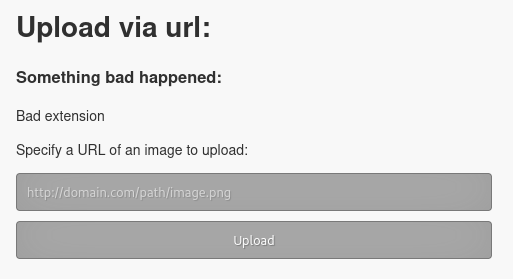 Upload via url:
Something bad happened:
Bad extension
Specify a URL of an image to upload:
http://domain.com/path/image.png
Upload